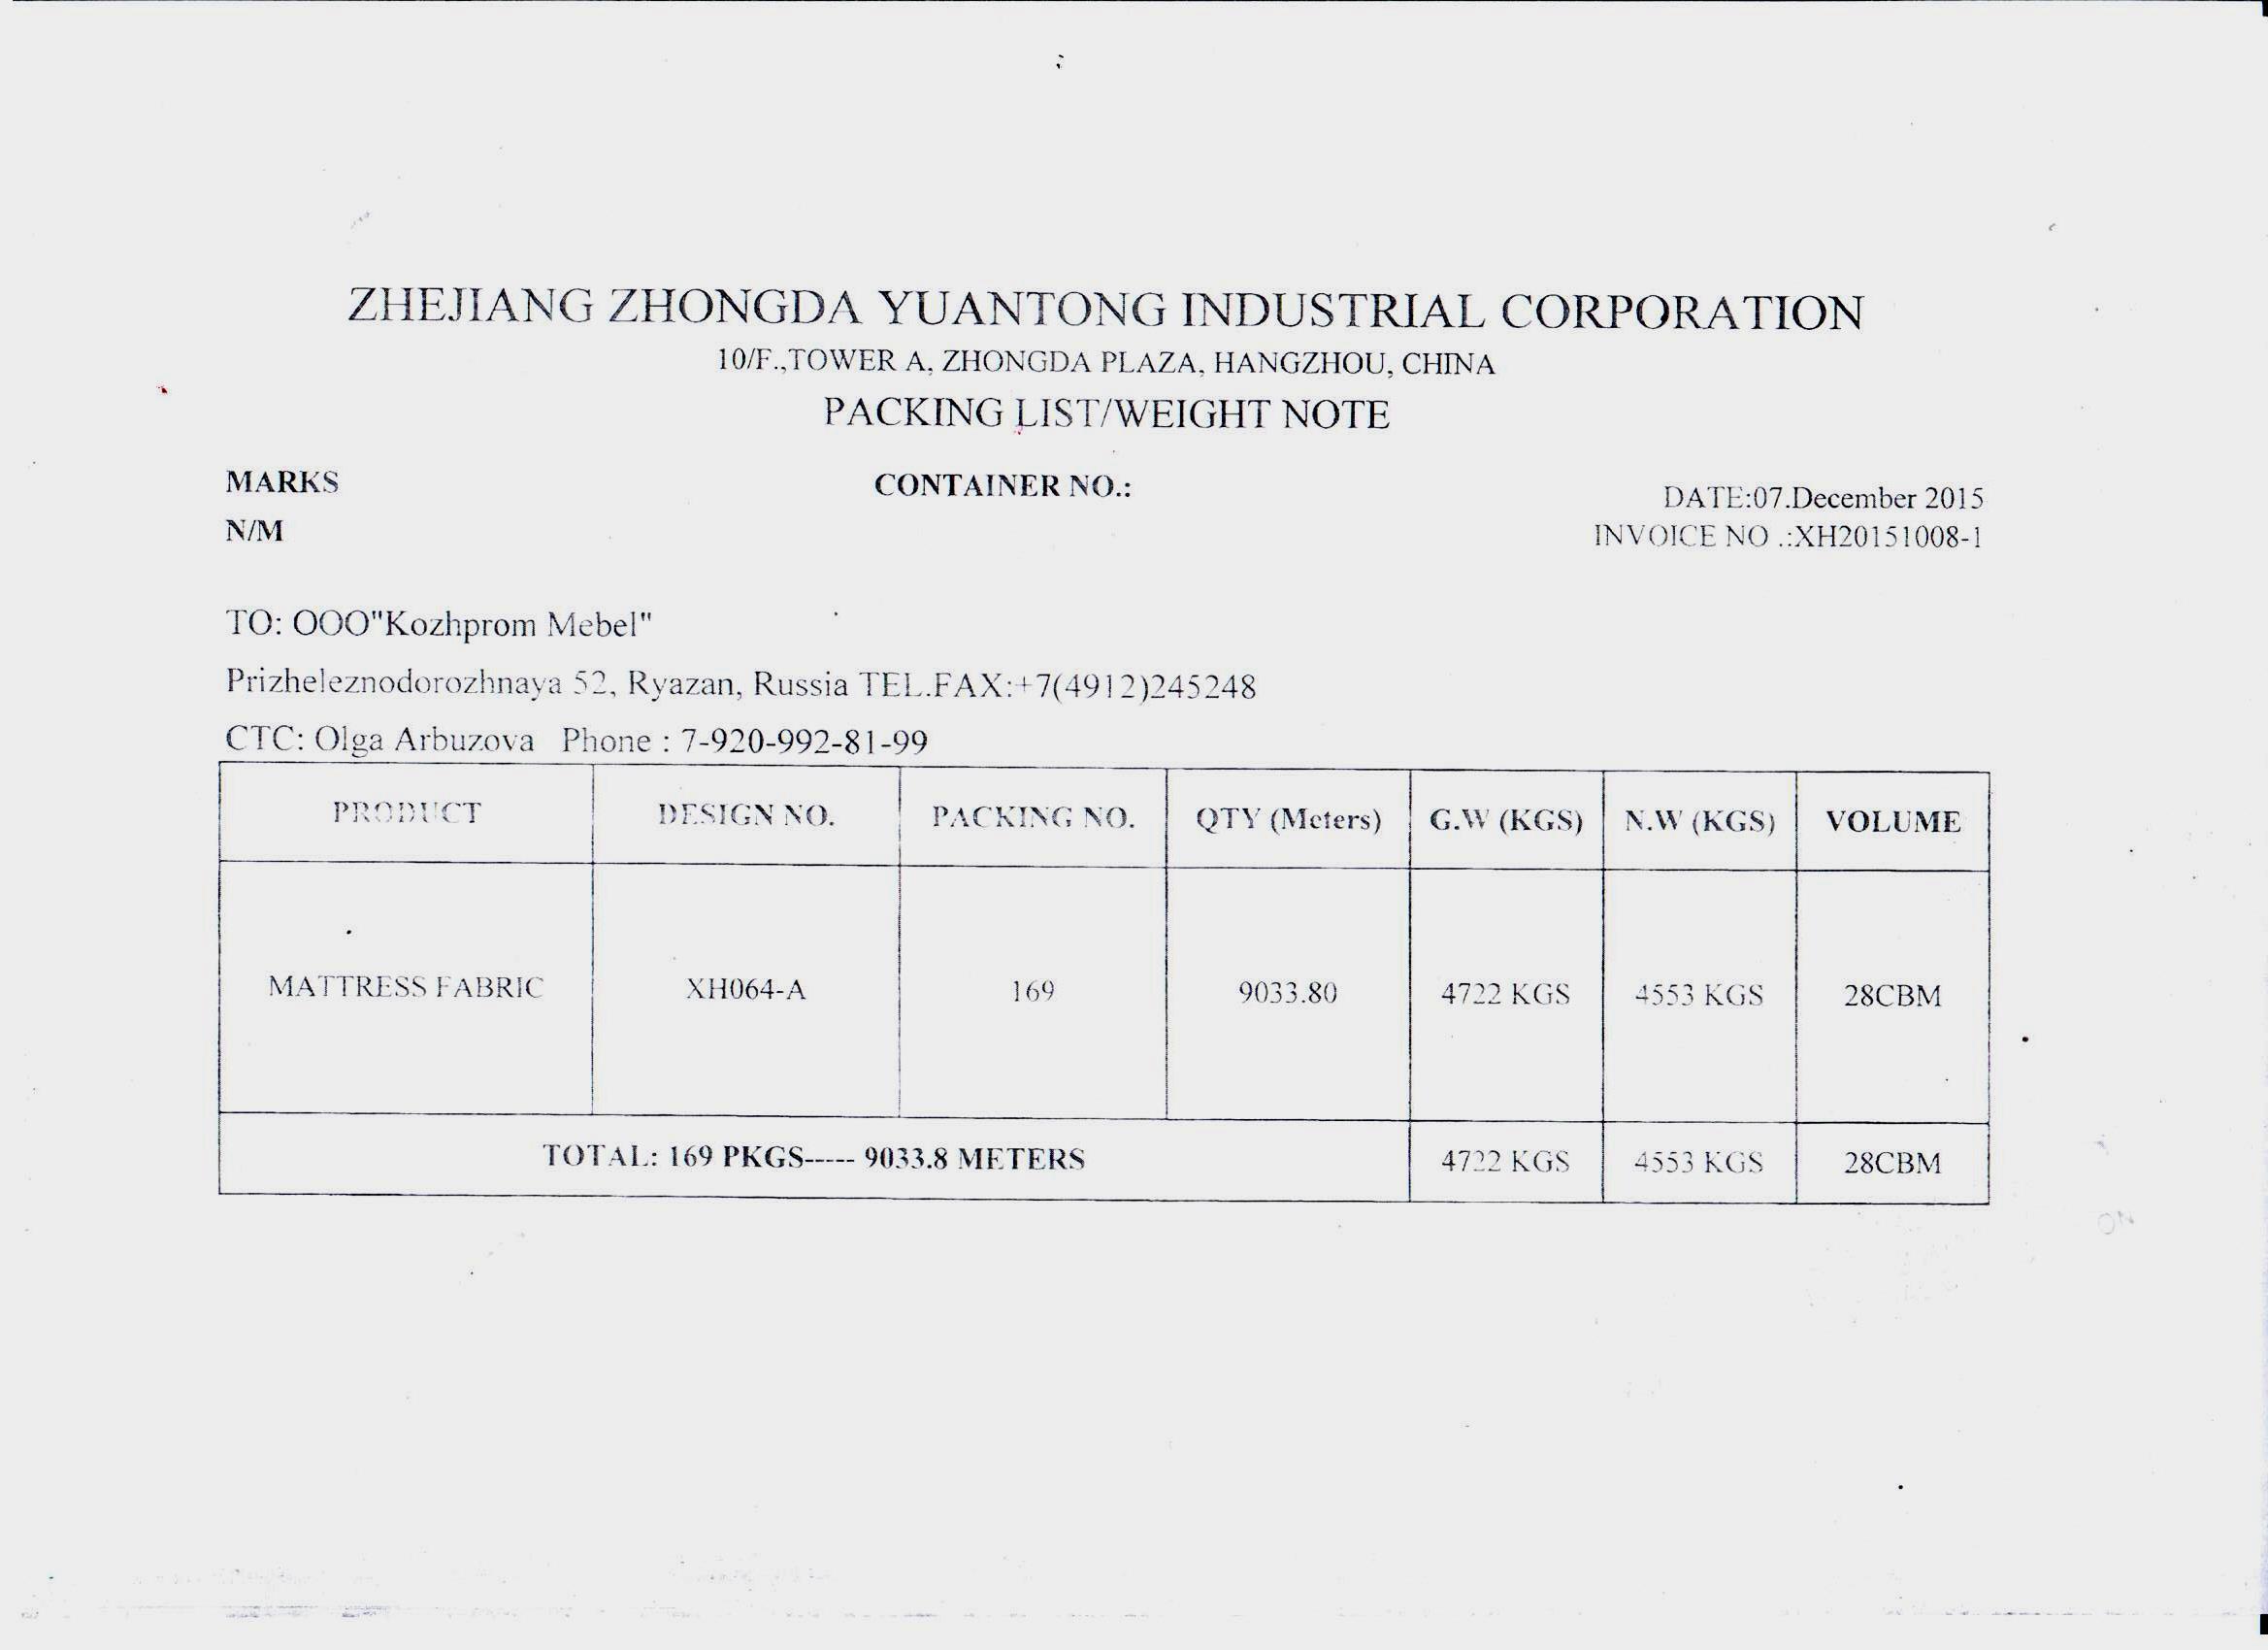 ZHEJIANG ZHONGDA YUANTONG INDUSTRIAL CORPORATION
10/F.,TOWER A, ZHONGDA PLAZA, HANGZHOU, CHINA
PACKING LIST/WEIGHT NOTE
MARKS CONTAINER NO.: DATE:07.December 2015
N/M INVOICE NO .:XH20151008-1
TO: OOO"Kozhprom Mebel"
Prizheleznodorozhnaya 52, Ryazan, Russia TEL.FAX:+7(4912)245248
CTC: Olga Arbuzova Phone : 7-920-992-81-99
PRODUCT DESIGN NO. PACKING NO. QTY (Meters) G.W (KGS) N.W (KGS) VOLUME
MATTRESS FABRIC XH064-A 169 9033.80 4722 KGS 4553 KGS 28CBM
TOTAL: 169 PKGS----- 9033.8 METERS 4722 KGS 4553 KGS 28CBM